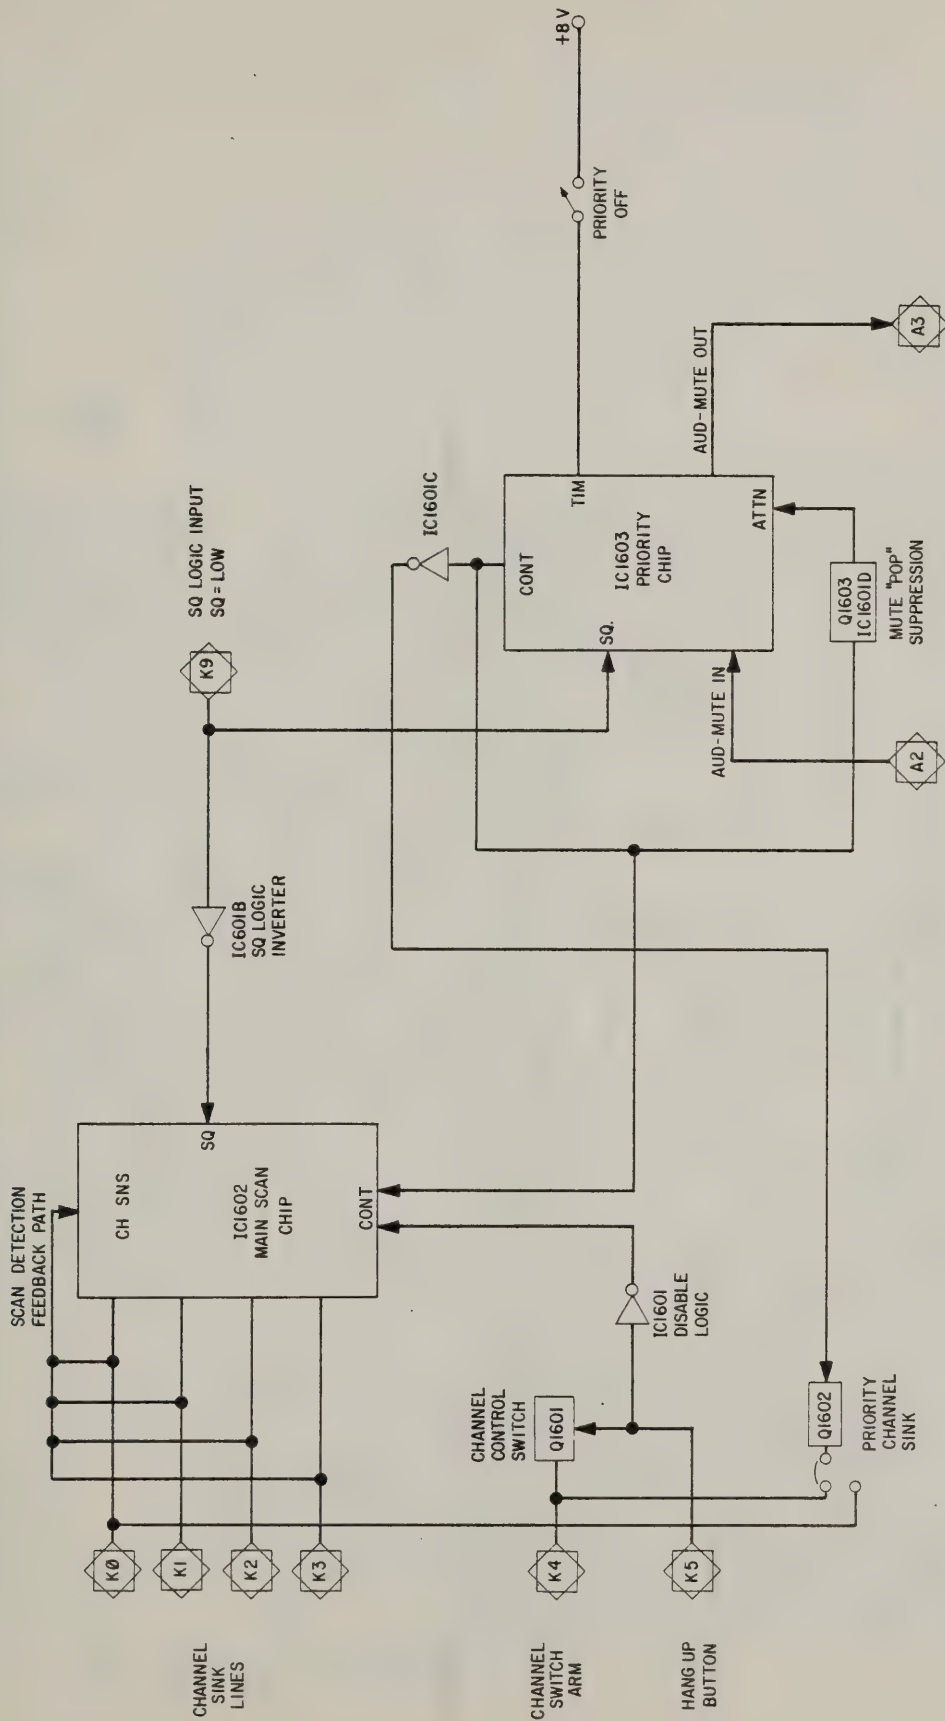 +8V
PRIORITY
OFF
IC1601C
TIM
CONT
IC1603
PRIORITY
CHIP
SQ.
ATTN
AUD-MUTE OUT
A3
AUD-MUTE IN
A2
Q1603
IC1601D
MUTE "POP"
SUPPRESSION
SQ LOGIC INPUT
SQ = LOW
K9
IC601B
SQ LOGIC
INVERTER
SCAN DETECTION
FEEDBACK PATH
SQ
CH SNS
IC1602
MAIN SCAN
CHIP
CONT
IC1601
DISABLE
LOGIC
CHANNEL
CONTROL
SWITCH
Q1601
Q1602
PRIORITY
CHANNEL
SINK
KØ
K1
K2
K3
K4
K5
CHANNEL
SINK
LINES
CHANNEL
SWITCH
ARM
HANG UP
BUTTON